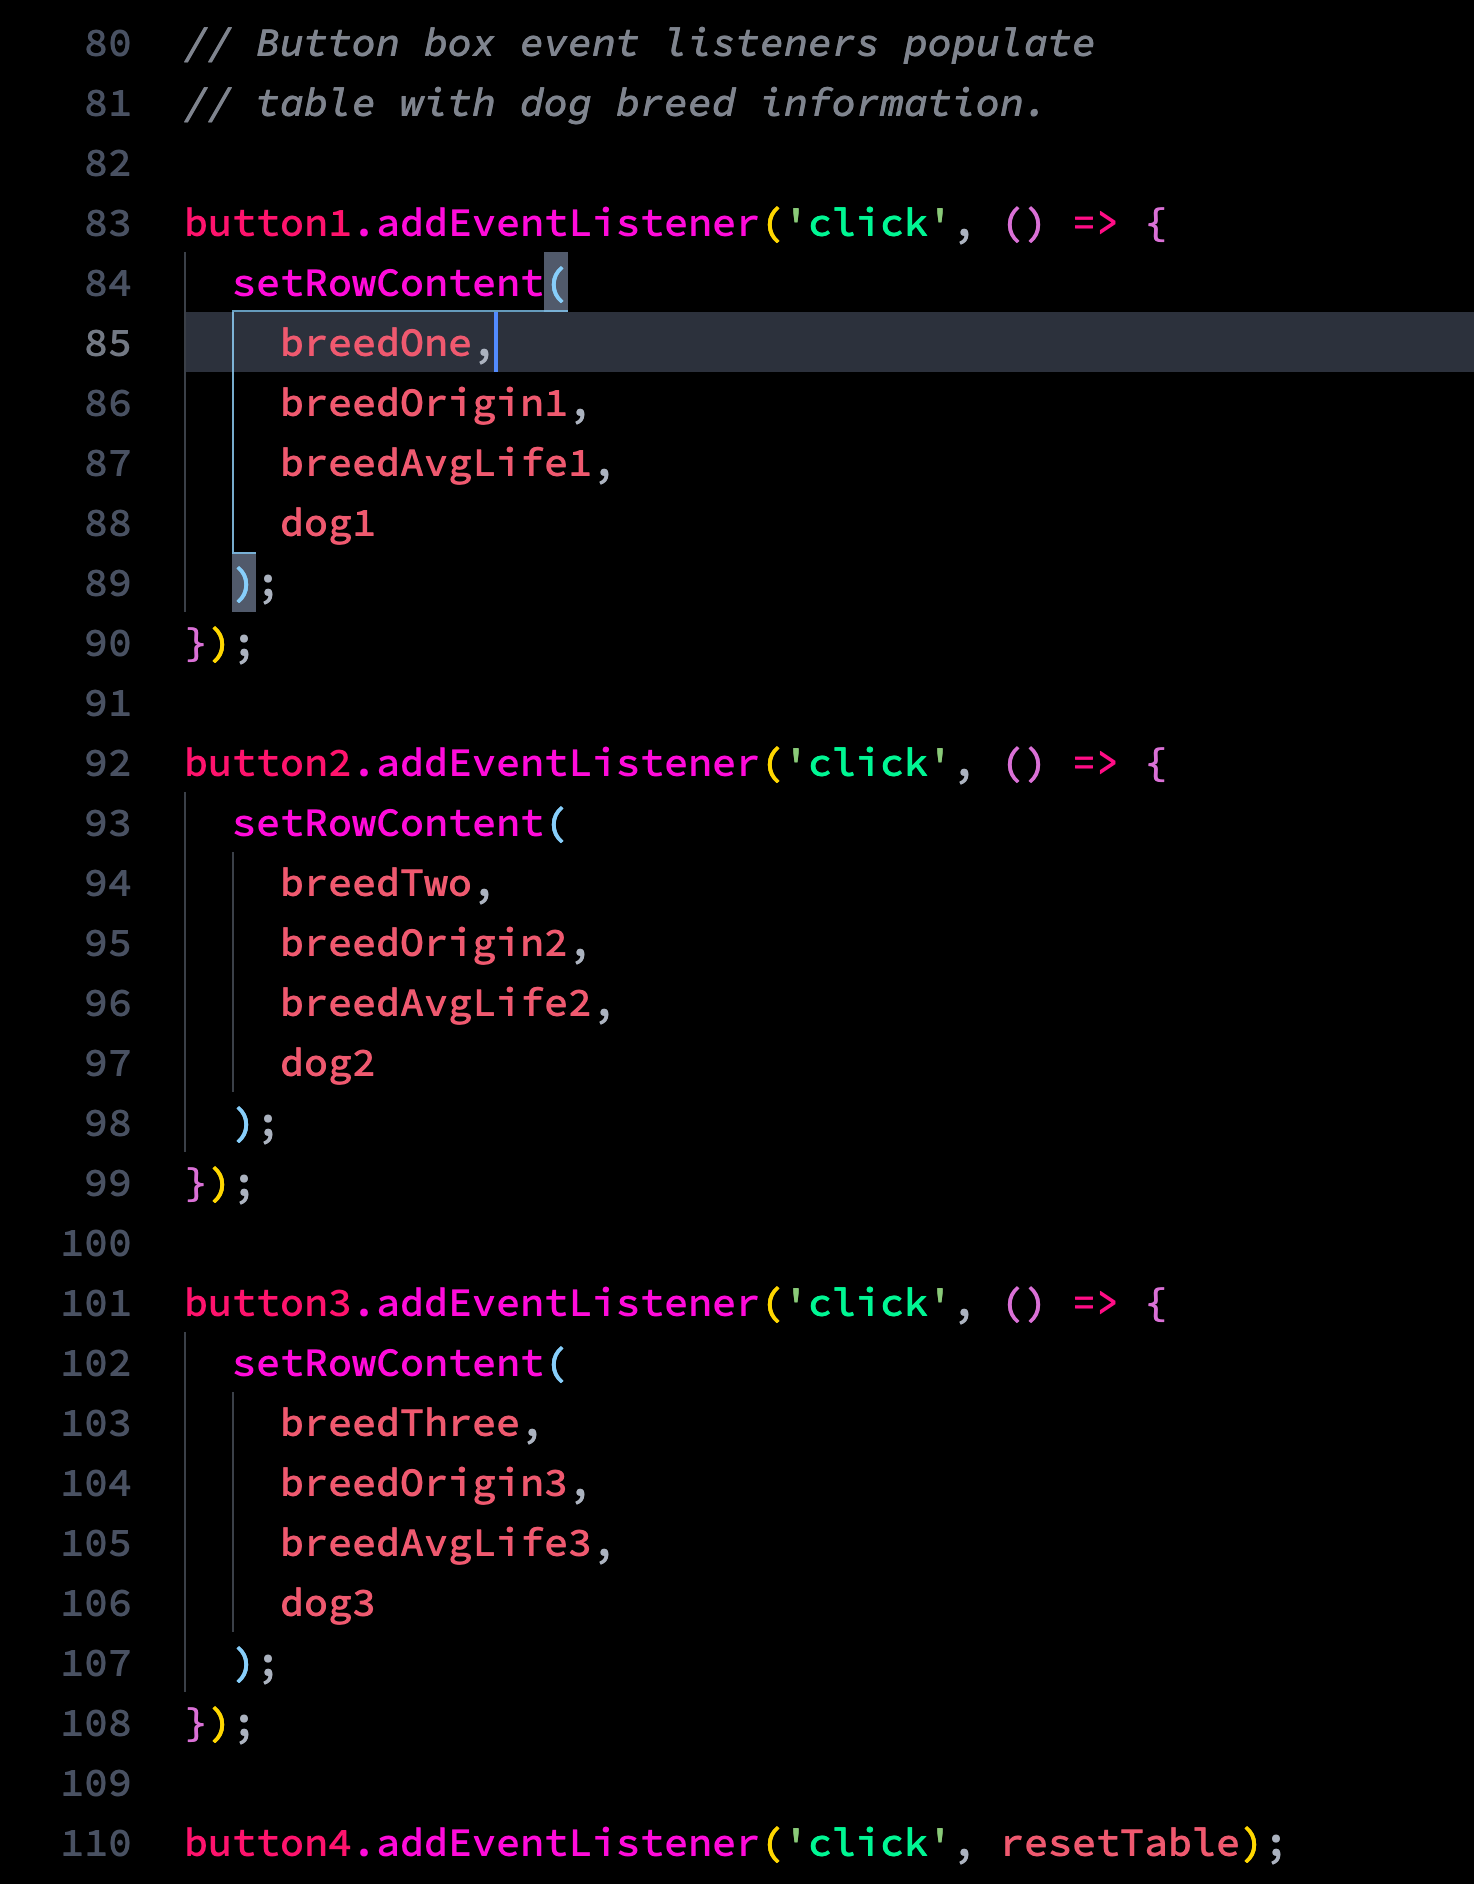 80 // Button box event listeners populate
81 // table with dog breed information.
82
83 button1.addEventListener('click', () => {
84   setRowContent(
85     breedOne,
86     breedOrigin1,
87     breedAvgLife1,
88     dog1
89   );
90 });
91
92 button2.addEventListener('click', () => {
93   setRowContent(
94     breedTwo,
95     breedOrigin2,
96     breedAvgLife2,
97     dog2
98   );
99 });
100
101 button3.addEventListener('click', () => {
102   setRowContent(
103     breedThree,
104     breedOrigin3,
105     breedAvgLife3,
106     dog3
107   );
108 });
109
110 button4.addEventListener('click', resetTable);